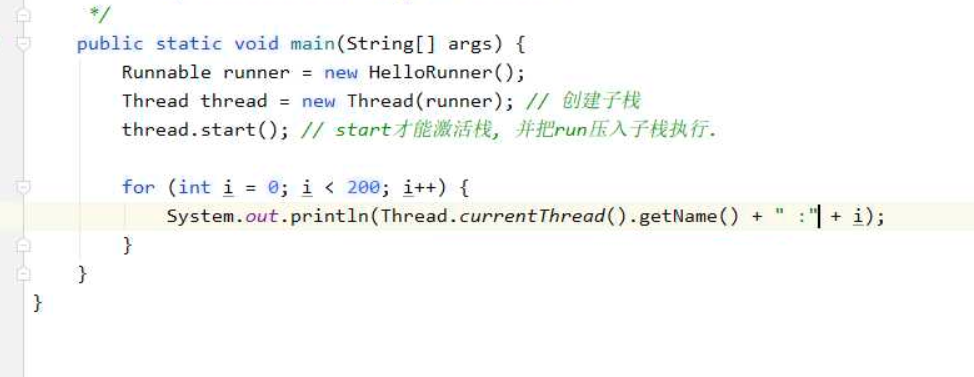 */
public static void main(String[] args) {
Runnable runner = new HelloRunner();
Thread thread = new Thread(runner); // 创建子栈
thread.start(); // start才能激活栈, 并把run压入子栈执行.
for (int i = 0; i < 200; i++) {
System.out.println(Thread.currentThread().getName() + " :" + i);
}
}
}